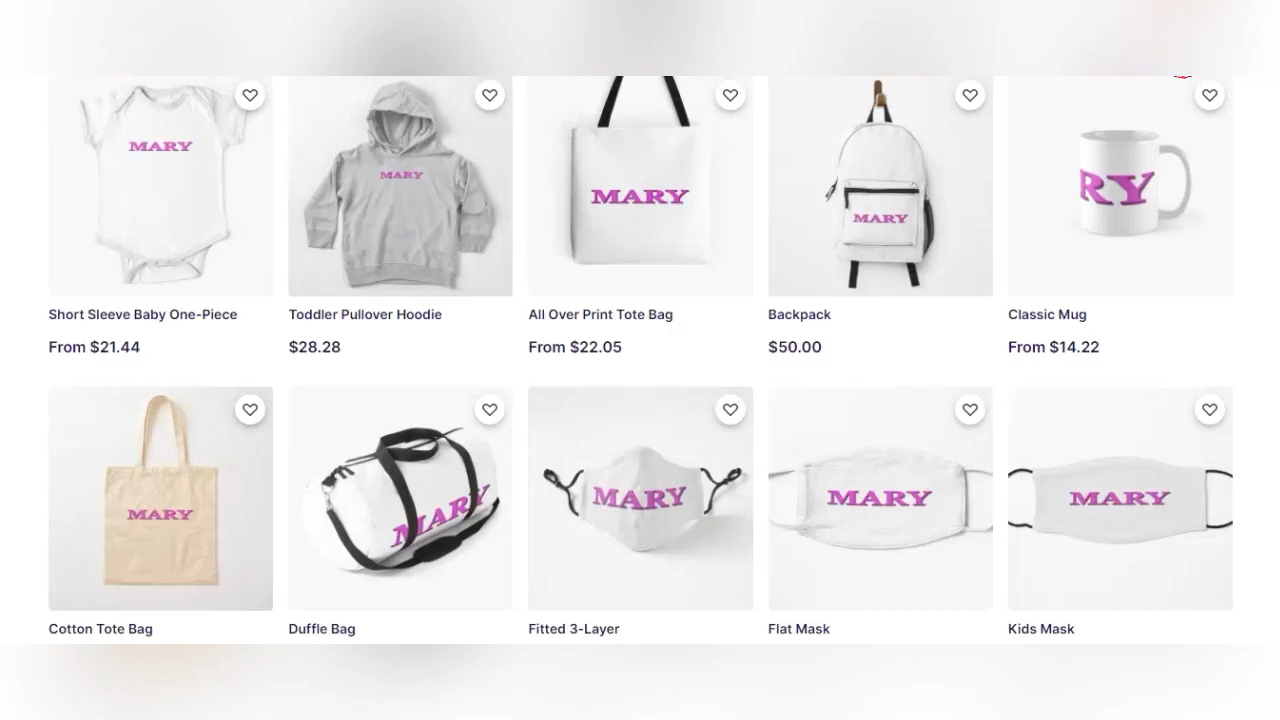 MARY
MARY
MARY
MARY
RY
Short Sleeve Baby One-Piece
Toddler Pullover Hoodie
All Over Print Tote Bag
Backpack
Classic Mug
From $21.44
$28.28
From $22.05
$50.00
From $14.22
MARY
MARY
MARY
MARY
MARY
Cotton Tote Bag
Duffle Bag
Fitted 3-Layer
Flat Mask
Kids Mask